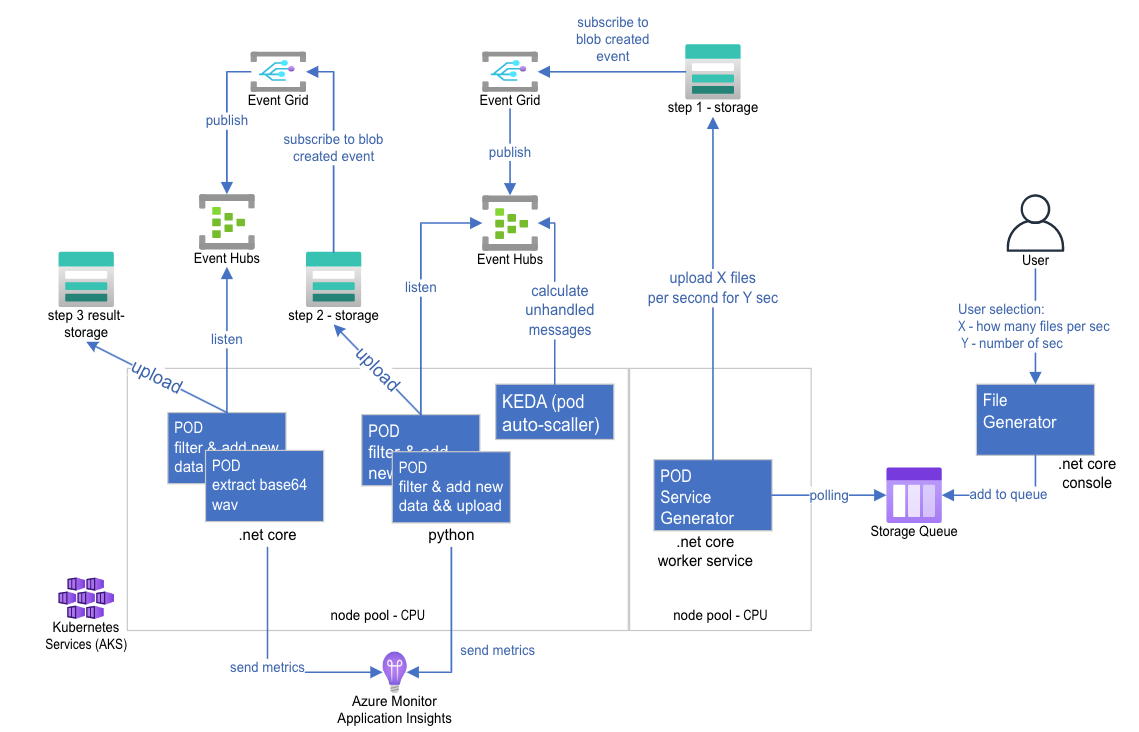 subscribe to
blob created
event
Event Grid
Event Grid
step 1 - storage
publish
subscribe to blob
created event
publish
Event Hubs
Event Hubs
User
step 3 result-
storage
step 2 - storage
listen
listen
calculate
unhandled
messages
upload X files
per second for Y sec
User selection:
X - how many files per sec
Y - number of sec
upload
upload
KEDA (pod
auto-scaller)
File
Generator
.net core
console
POD
filter & add new
data
POD
extract base64
wav
.net core
POD
filter & add
new
POD
filter & add new
data && upload
python
POD
Service
Generator
.net core
worker service
polling
add to queue
Storage Queue
Kubernetes
Services (AKS)
node pool - CPU
node pool - CPU
send metrics
send metrics
Azure Monitor
Application Insights